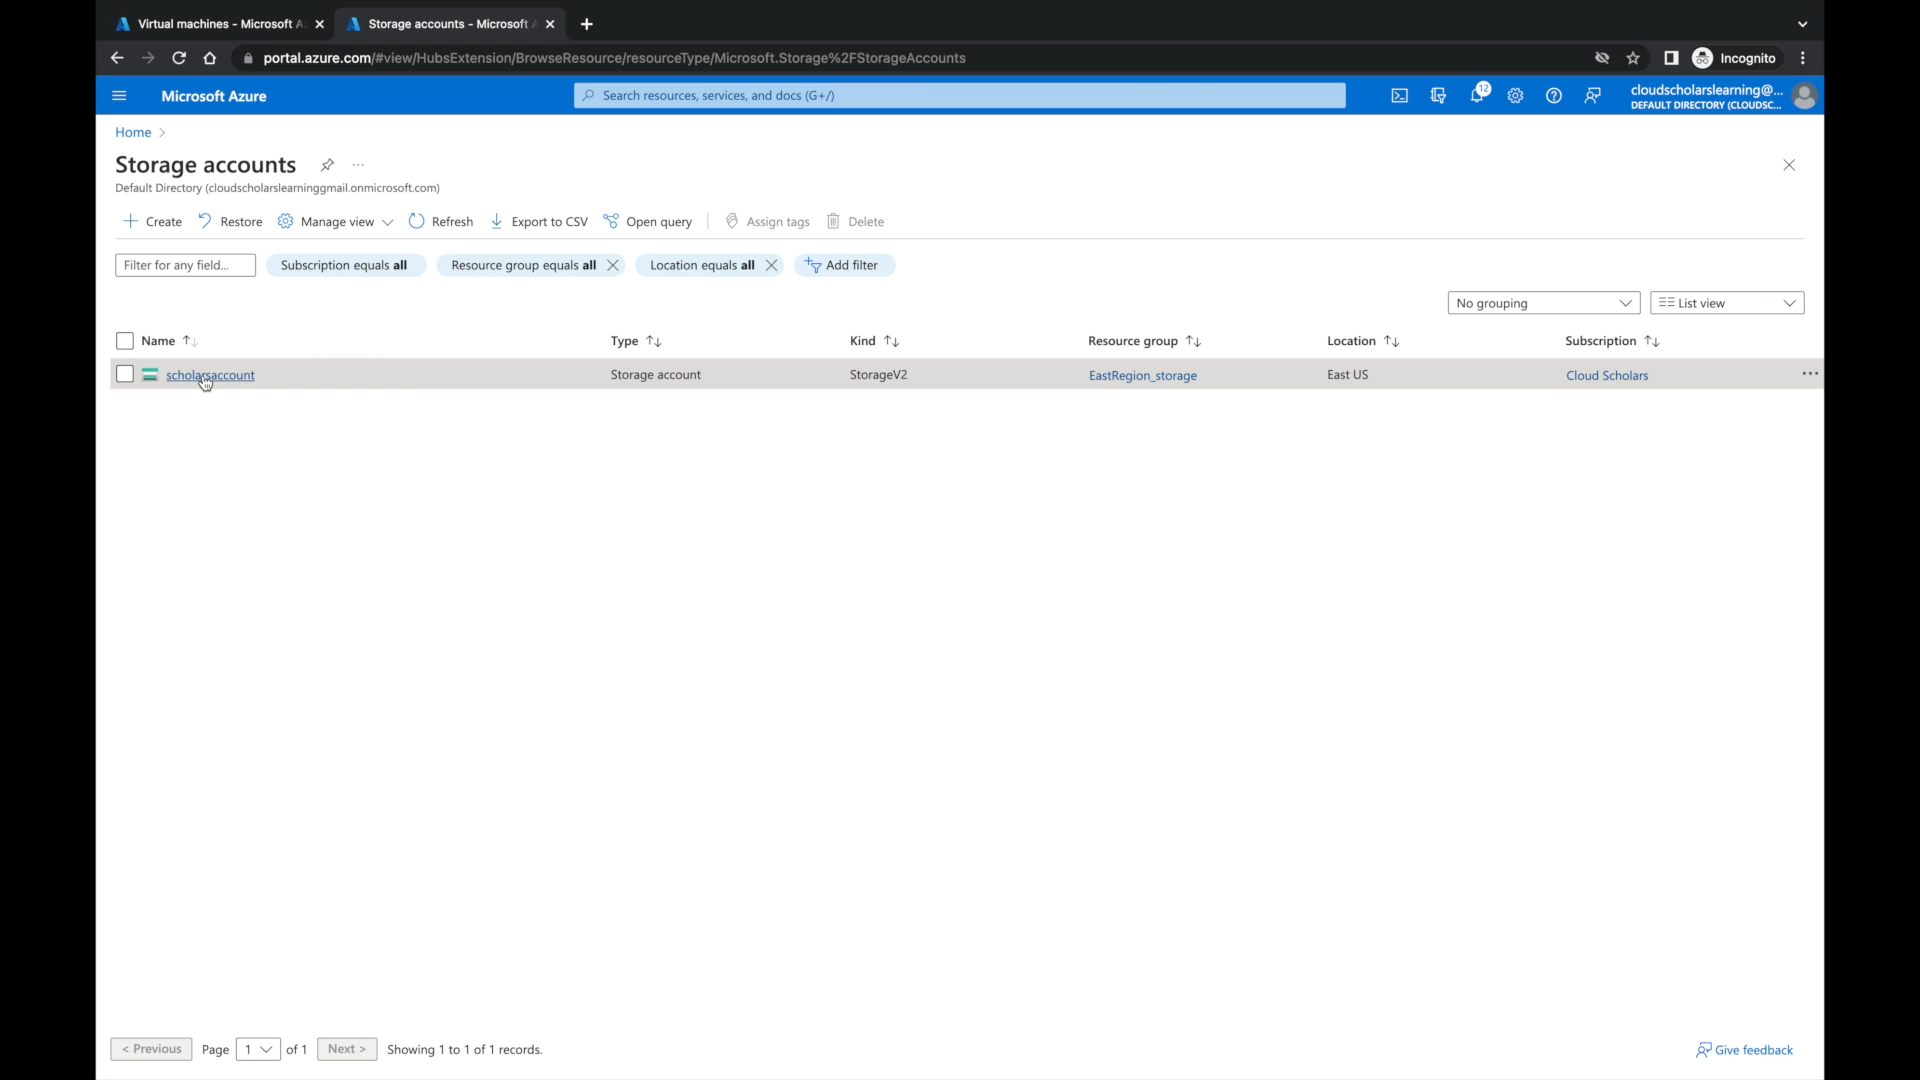 Virtual machines - Microsoft A
Storage accounts - Microsoft A
portal.azure.com/#view/HubsExtension/BrowseResource/resourceType/Microsoft.Storage%2FStorageAccounts
Incognito
Microsoft Azure
Search resources, services, and docs (G+/)
12
cloudscholarslearning@...
DEFAULT DIRECTORY (CLOUDSC...
Home
Storage accounts
...
Default Directory (cloudscholarslearninggmail.onmicrosoft.com)
Create Restore Manage view Refresh Export to CSV Open query Assign tags Delete
Filter for any field... Subscription equals all Resource group equals all Location equals all Add filter
No grouping List view
Name Type Kind Resource group Location Subscription
scholarsaccount Storage account StorageV2 EastRegion_storage East US Cloud Scholars ...
< Previous Page 1 of 1 Next > Showing 1 to 1 of 1 records.
Give feedback